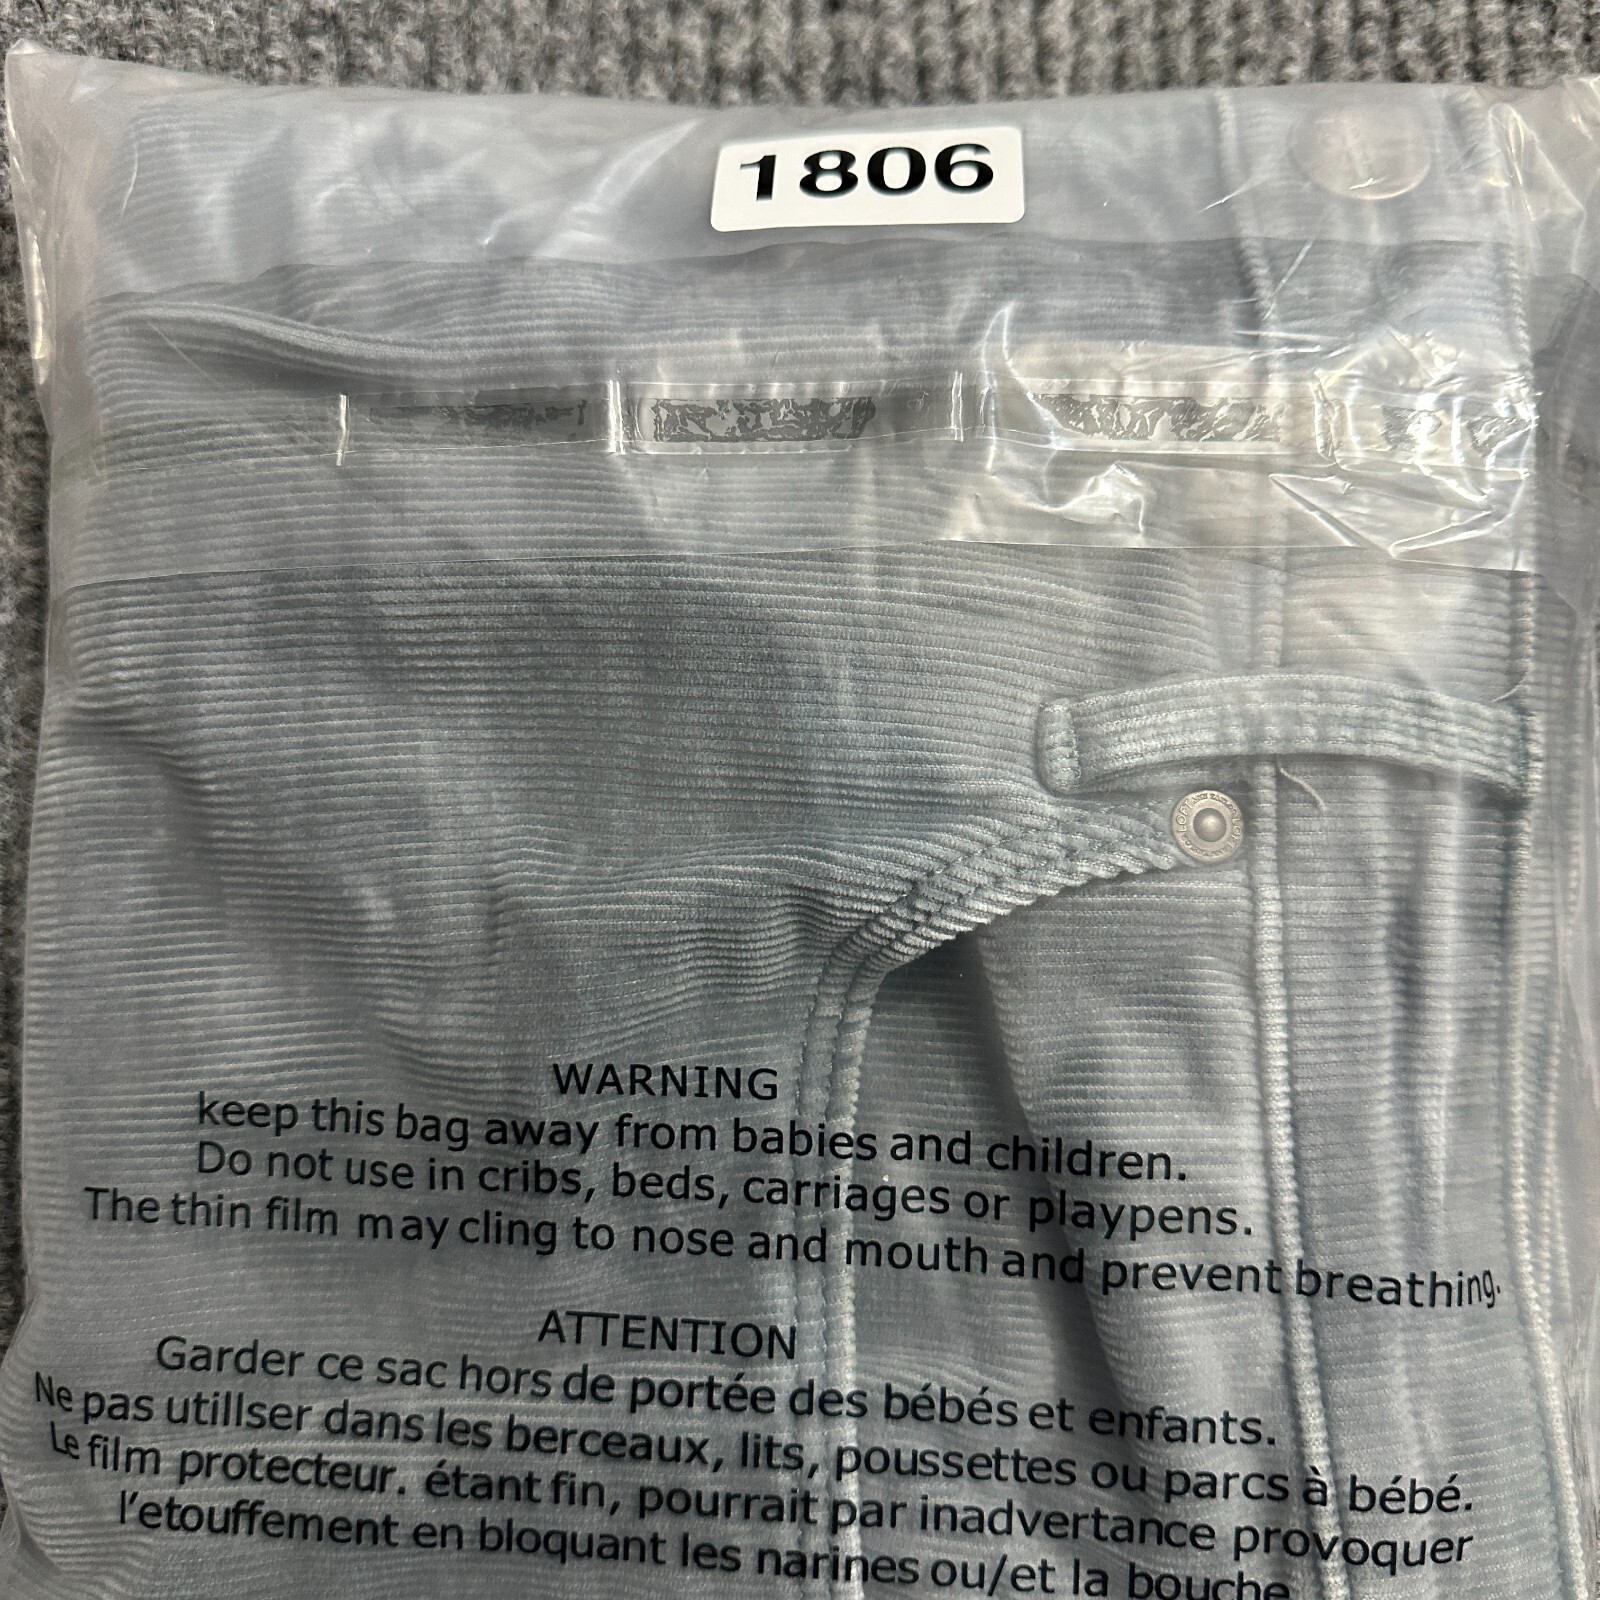 1806
LOFT
WARNING
keep this bag away from babies and children.
Do not use in cribs, beds, carriages or playpens.
The thin film may cling to nose and mouth and prevent breathing.
ATTENTION
Garder ce sac hors de portée des bébés et enfants.
Ne pas utillser dans les berceaux, lits, poussettes ou parcs à bébé.
Le film protecteur. étant fin, pourrait par inadvertance provoquer
l'etouffement en bloquant les narines ou/et la bouche